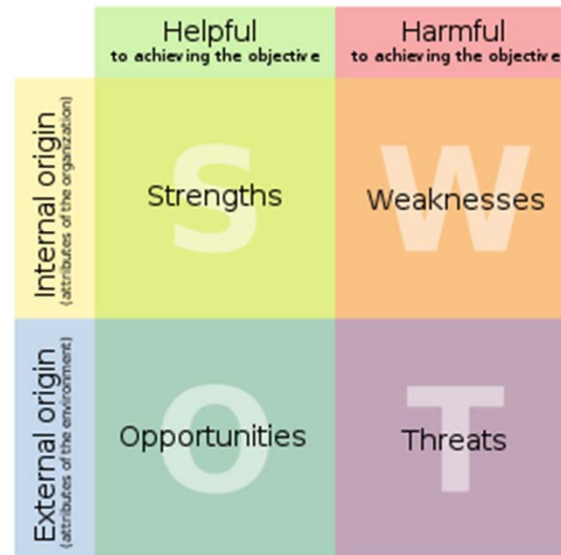 Helpful
to achieving the objective
Harmful
to achieving the objective
Internal origin
(attributes of the organization)
S
Strengths
W
Weaknesses
External origin
(attributes of the environment)
O
Opportunities
T
Threats